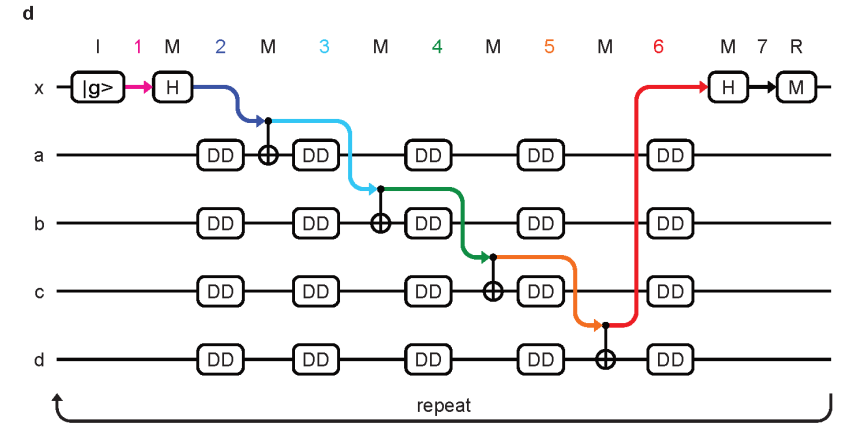 d
I 1 M 2 M 3 M 4 M 5 M 6 M 7 R
x |g> H H M
a DD DD DD DD DD
b DD DD DD DD DD
c DD DD DD DD DD
d DD DD DD DD DD
repeat